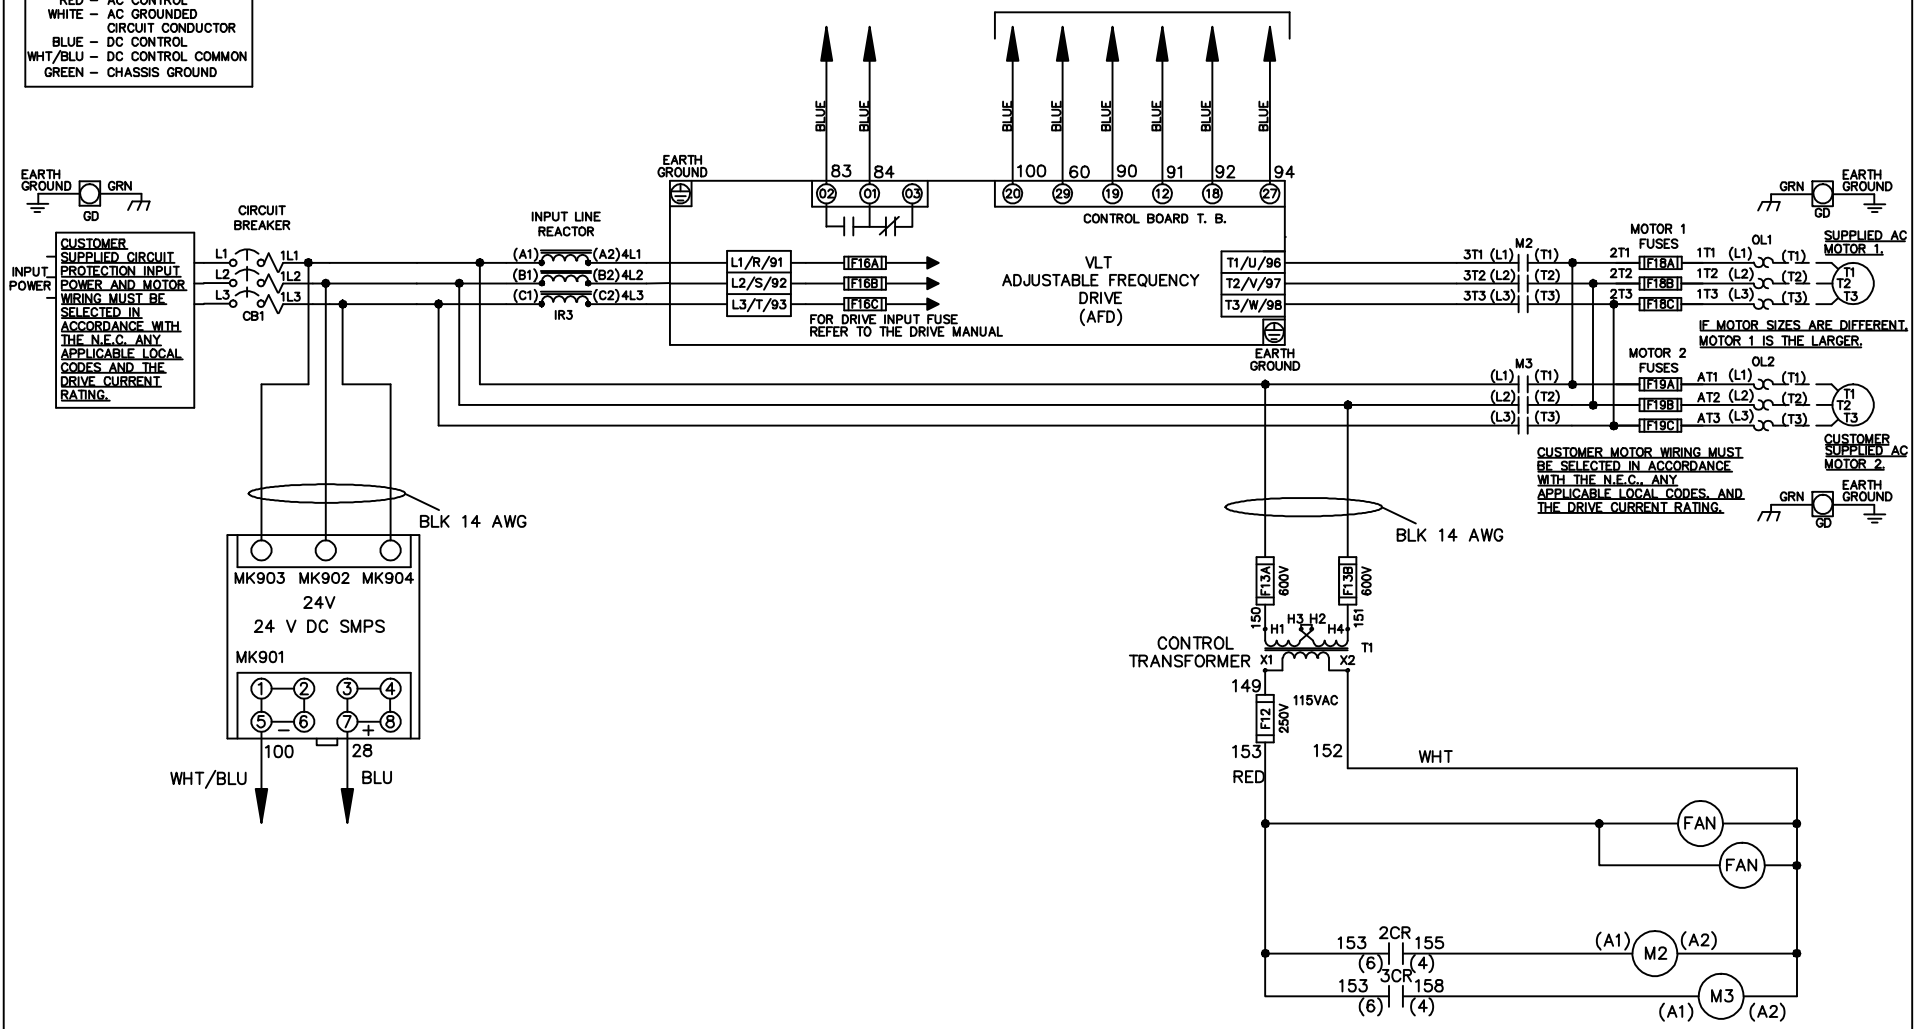 RED – AC CONTROL
WHITE – AC GROUNDED
CIRCUIT CONDUCTOR
BLUE – DC CONTROL
WHT/BLU – DC CONTROL COMMON
GREEN – CHASSIS GROUND
BLUE
BLUE
BLUE
BLUE
BLUE
BLUE
BLUE
BLUE
83
84
100
60
90
91
92
94
02
01
03
20
29
19
12
18
27
CONTROL BOARD T. B.
EARTH
GROUND
GRN
GD
CUSTOMER
SUPPLIED CIRCUIT
PROTECTION INPUT
POWER AND MOTOR
WIRING MUST BE
SELECTED IN
ACCORDANCE WITH
THE N.E.C. ANY
APPLICABLE LOCAL
CODES AND THE
DRIVE CURRENT
RATING.
INPUT
POWER
CIRCUIT
BREAKER
L1
1L1
L2
1L2
L3
1L3
CB1
INPUT LINE
REACTOR
(A1)
(A2)4L1
(B1)
(B2)4L2
(C1)
(C2)4L3
IR3
EARTH
GROUND
L1/R/91
F16A
L2/S/92
F16B
L3/T/93
F16C
FOR DRIVE INPUT FUSE
REFER TO THE DRIVE MANUAL
VLT
ADJUSTABLE FREQUENCY
DRIVE
(AFD)
T1/U/96
T2/V/97
T3/W/98
EARTH
GROUND
M2
3T1 (L1)
(T1)
3T2 (L2)
(T2)
3T3 (L3)
(T3)
MOTOR 1
FUSES
2T1
F18A
1T1
2T2
F18B
1T2
2T3
F18C
1T3
OL1
(L1)
(T1)
(L2)
(T2)
(L3)
(T3)
GRN
EARTH
GROUND
GD
SUPPLIED AC
MOTOR 1.
T1
T2
T3
IF MOTOR SIZES ARE DIFFERENT,
MOTOR 1 IS THE LARGER.
M3
(L1)
(T1)
(L2)
(T2)
(L3)
(T3)
MOTOR 2
FUSES
F19A
AT1
F19B
AT2
F19C
AT3
OL2
(L1)
(T1)
(L2)
(T2)
(L3)
(T3)
T1
T2
T3
CUSTOMER
SUPPLIED AC
MOTOR 2.
CUSTOMER MOTOR WIRING MUST
BE SELECTED IN ACCORDANCE
WITH THE N.E.C., ANY
APPLICABLE LOCAL CODES, AND
THE DRIVE CURRENT RATING.
GRN
EARTH
GROUND
GD
BLK 14 AWG
MK903
MK902
MK904
24V
24 V DC SMPS
MK901
1
2
3
4
5
6
7
8
–
+
100
28
WHT/BLU
BLU
BLK 14 AWG
F13A
600V
F13B
600V
150
151
H1
H3
H2
H4
CONTROL
TRANSFORMER
T1
X1
X2
149
115VAC
F12
250V
153
152
RED
WHT
FAN
FAN
153
2CR
155
(6)
(4)
(A1)
M2
(A2)
153
3CR
158
(6)
(4)
(A1)
M3
(A2)